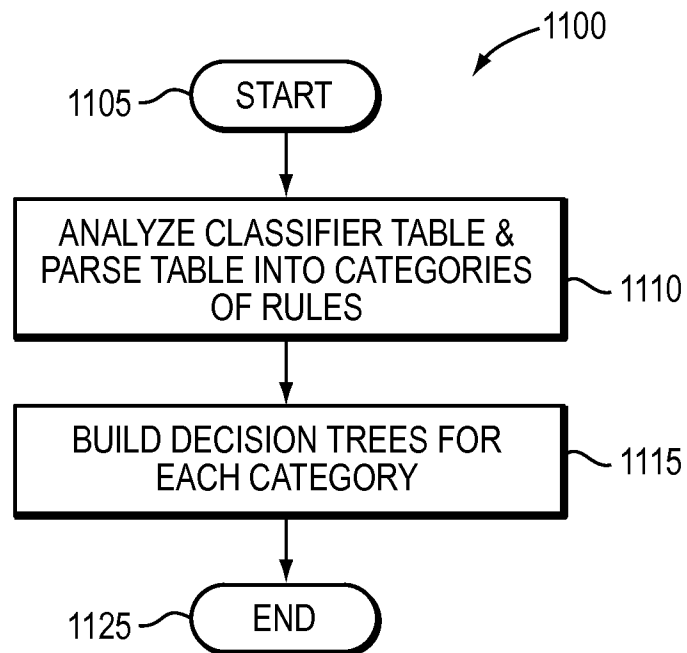 1100
1105
START
ANALYZE CLASSIFIER TABLE &
PARSE TABLE INTO CATEGORIES
OF RULES
1110
BUILD DECISION TREES FOR
EACH CATEGORY
1115
1125
END